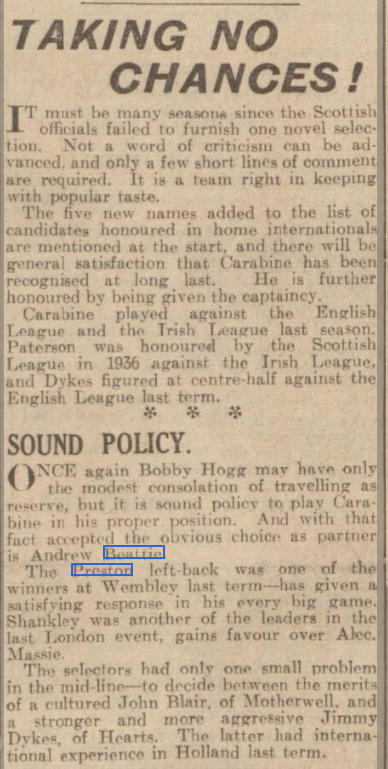 TAKING NO
CHANCES!
IT must be many seasons since the Scottish
officials failed to furnish one novel selec-
tion. Not a word of criticism can be ad-
vanced, and only a few short lines of comment
are required. It is a team right in keeping
with popular taste.
The five new names added to the list of
candidates honoured in home internationals
are mentioned at the start, and there will be
general satisfaction that Carabine has been
recognised at long last. He is further
honoured by being given the captaincy.
Carabine played against the English
League and the Irish League last season.
Paterson was honoured by the Scottish
League in 1936 against the Irish League,
and Dykes figured at centre-half against the
English League last term.
* * *
SOUND POLICY.
ONCE again Bobby Hogg may have only
the modest consolation of travelling as
reserve, but it is sound policy to play Cara-
bine in his proper position. And with that
fact accepted the obvious choice as partner
is Andrew Beattie.
The Preston left-back was one of the
winners at Wembley last term—has given a
satisfying response in his every big game.
Shankley was another of the leaders in the
last London event, gains favour over Alec.
Massie.
The selectors had only one small problem
in the mid-line—to decide between the merits
of a cultured John Blair, of Motherwell, and
a stronger and more aggressive Jimmy
Dykes, of Hearts. The latter had interna-
tional experience in Holland last term.